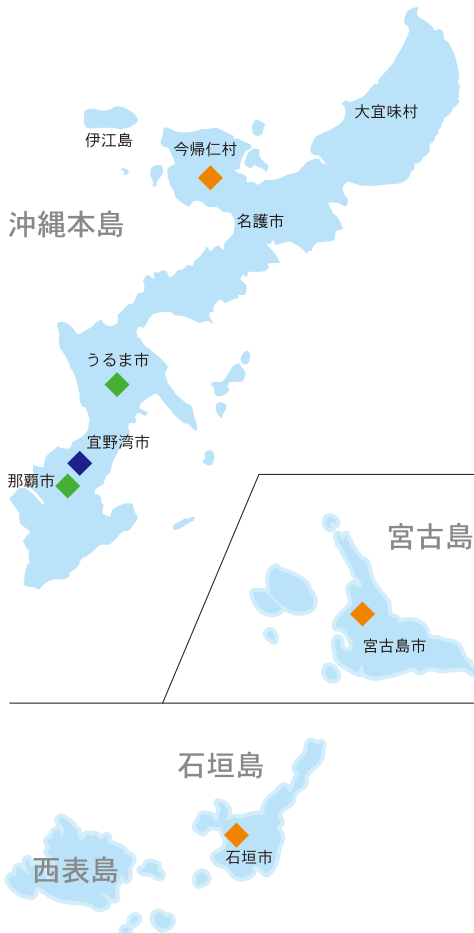 大宜味村
伊江島
今帰仁村
沖縄本島
名護市
うるま市
宜野湾市
那覇市
宮古島
宮古島市
石垣島
石垣市
西表島